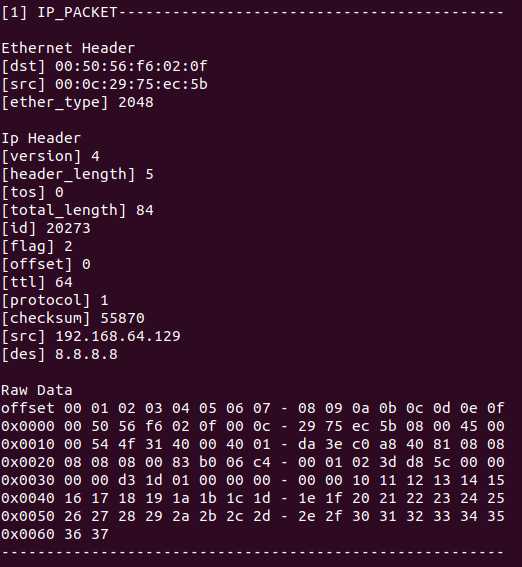 [1] IP_PACKET-------------------------------------------
Ethernet Header
[dst] 00:50:56:f6:02:0f
[src] 00:0c:29:75:ec:5b
[ether_type] 2048
Ip Header
[version] 4
[header_length] 5
[tos] 0
[total_length] 84
[id] 20273
[flag] 2
[offset] 0
[ttl] 64
[protocol] 1
[checksum] 55870
[src] 192.168.64.129
[des] 8.8.8.8
Raw Data
offset 00 01 02 03 04 05 06 07 - 08 09 0a 0b 0c 0d 0e 0f
0x0000 00 50 56 f6 02 0f 00 0c - 29 75 ec 5b 08 00 45 00
0x0010 00 54 4f 31 40 00 40 01 - da 3e c0 a8 40 81 08 08
0x0020 08 08 08 00 83 b0 06 c4 - 00 01 02 3d d8 5c 00 00
0x0030 00 00 d3 1d 01 00 00 00 - 00 00 10 11 12 13 14 15
0x0040 16 17 18 19 1a 1b 1c 1d - 1e 1f 20 21 22 23 24 25
0x0050 26 27 28 29 2a 2b 2c 2d - 2e 2f 30 31 32 33 34 35
0x0060 36 37
--------------------------------------------------------